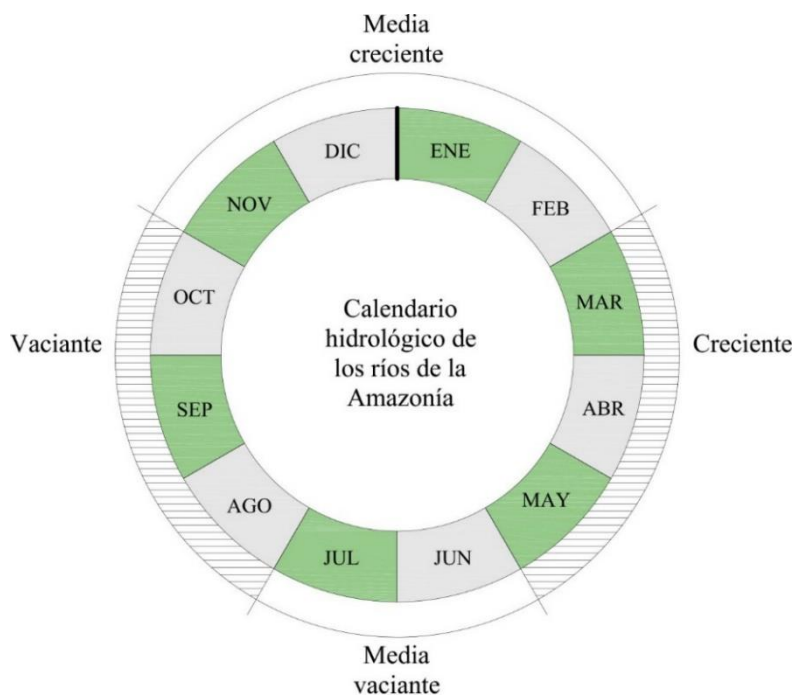 Media
creciente
DIC
ENE
NOV
FEB
OCT
MAR
Calendario
hidrológico de
los ríos de la
Amazonía
Vaciante
Creciente
SEP
ABR
AGO
MAY
JUL
JUN
Media
vaciante